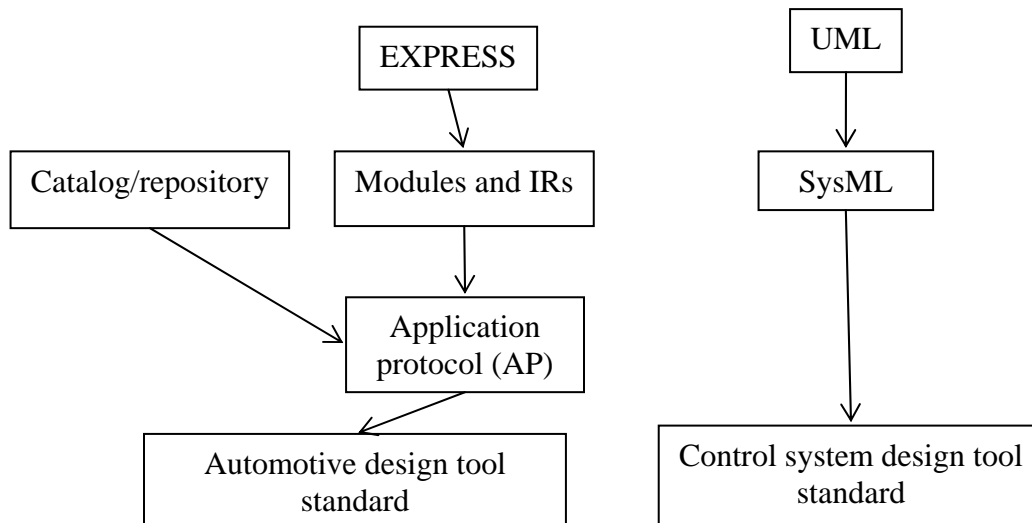 EXPRESS
UML
Catalog/repository
Modules and IRs
SysML
Application
protocol (AP)
Automotive design tool
standard
Control system design tool
standard